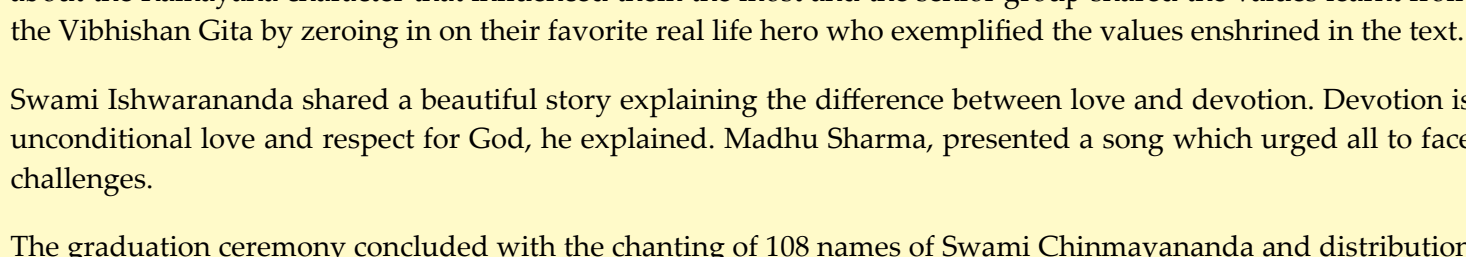 about the Ramayana character that influenced them the most and the senior group shared the values learnt from
the Vibhishan Gita by zeroing in on their favorite real life hero who exemplified the values enshrined in the text.
Swami Ishwarananda shared a beautiful story explaining the difference between love and devotion. Devotion is
unconditional love and respect for God, he explained. Madhu Sharma, presented a song which urged all to face
challenges.
The graduation ceremony concluded with the chanting of 108 names of Swami Chinmayananda and distribution